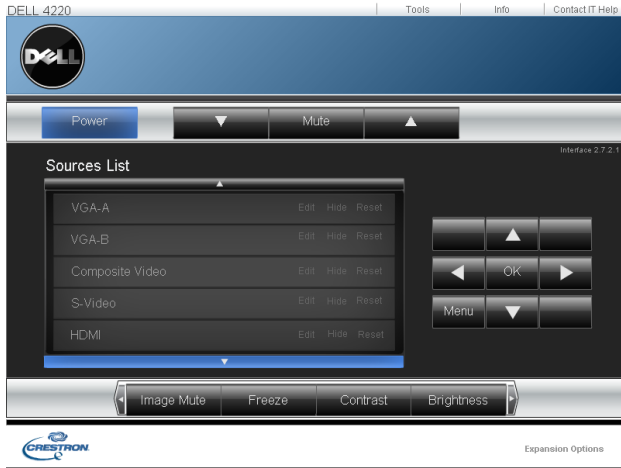 DELL 4220 Tools Info Contact IT Help
DELL
Power Mute
Interface 2.7.2.1
Sources List
VGA-A Edit Hide Reset
VGA-B Edit Hide Reset
Composite Video Edit Hide Reset
OK
S-Video Edit Hide Reset
Menu
HDMI Edit Hide Reset
Image Mute Freeze Contrast Brightness
CRESTRON Expansion Options